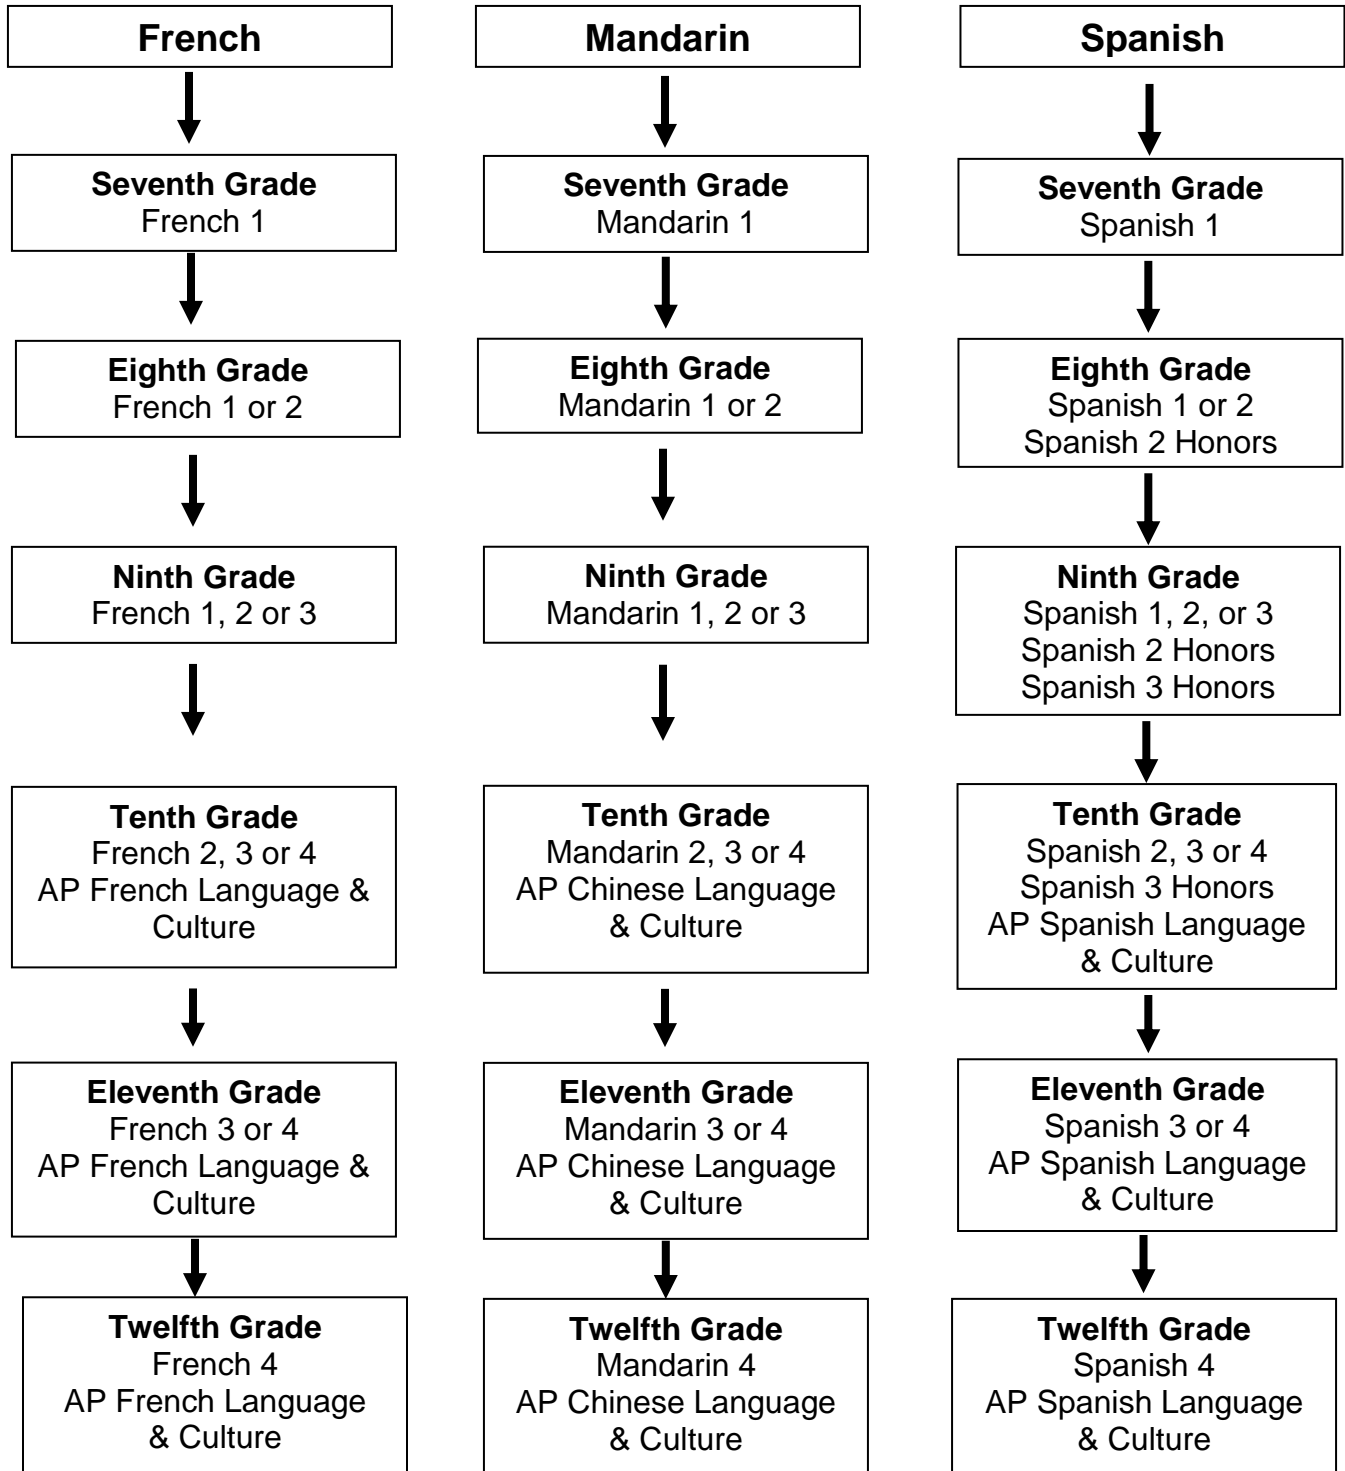 French
Seventh Grade
French 1
Eighth Grade
French 1 or 2
Ninth Grade
French 1, 2 or 3
Tenth Grade
French 2, 3 or 4
AP French Language &
Culture
Eleventh Grade
French 3 or 4
AP French Language &
Culture
Twelfth Grade
French 4
AP French Language
& Culture
Mandarin
Seventh Grade
Mandarin 1
Eighth Grade
Mandarin 1 or 2
Ninth Grade
Mandarin 1, 2 or 3
Tenth Grade
Mandarin 2, 3 or 4
AP Chinese Language
& Culture
Eleventh Grade
Mandarin 3 or 4
AP Chinese Language
& Culture
Twelfth Grade
Mandarin 4
AP Chinese Language
& Culture
Spanish
Seventh Grade
Spanish 1
Eighth Grade
Spanish 1 or 2
Spanish 2 Honors
Ninth Grade
Spanish 1, 2, or 3
Spanish 2 Honors
Spanish 3 Honors
Tenth Grade
Spanish 2, 3 or 4
Spanish 3 Honors
AP Spanish Language
& Culture
Eleventh Grade
Spanish 3 or 4
AP Spanish Language
& Culture
Twelfth Grade
Spanish 4
AP Spanish Language
& Culture